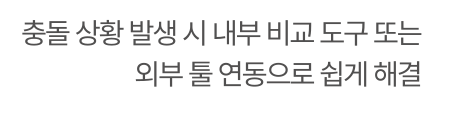 충돌 상황 발생 시 내부 비교 도구 또는
외부 툴 연동으로 쉽게 해결